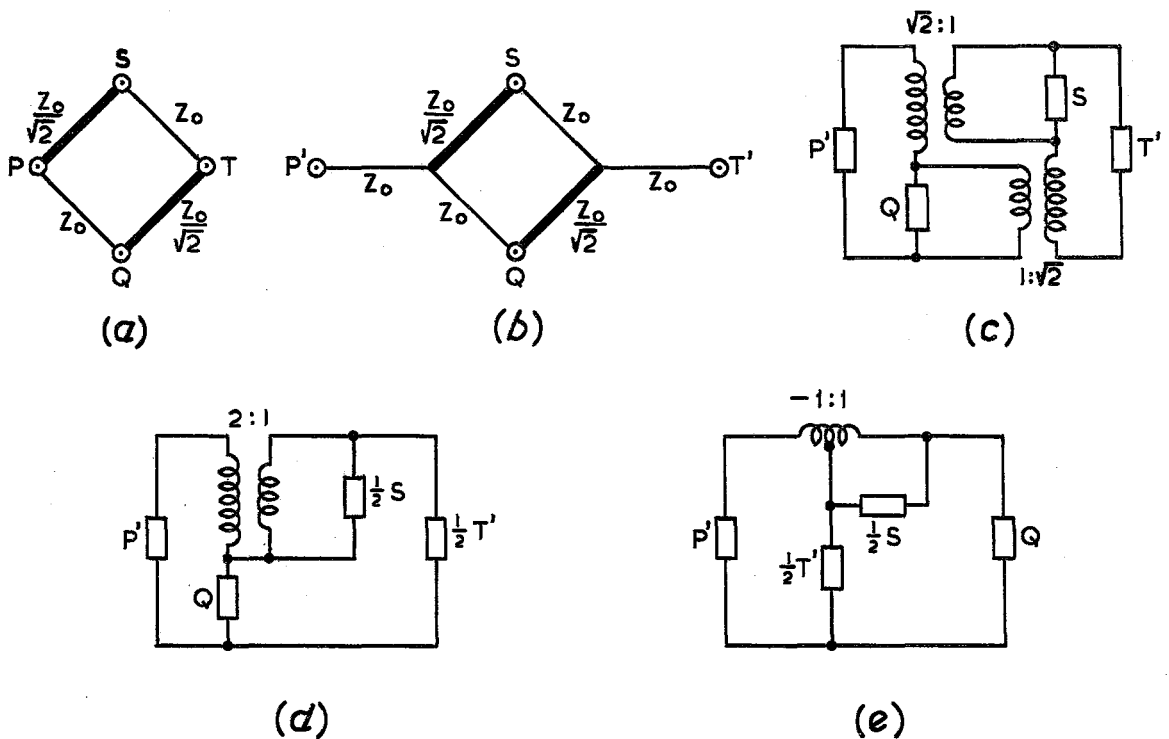 S
Z₀/√2
Z₀
P
T
Z₀
Z₀/√2
Q
(a)
S
Z₀/√2
Z₀
P'
Z₀
T'
Z₀
Z₀
Z₀/√2
Q
(b)
√2:1
S
P'
T'
Q
1:√2
(c)
2:1
½S
P'
½T'
Q
(d)
−1:1
½S
P'
Q
½T'
(e)